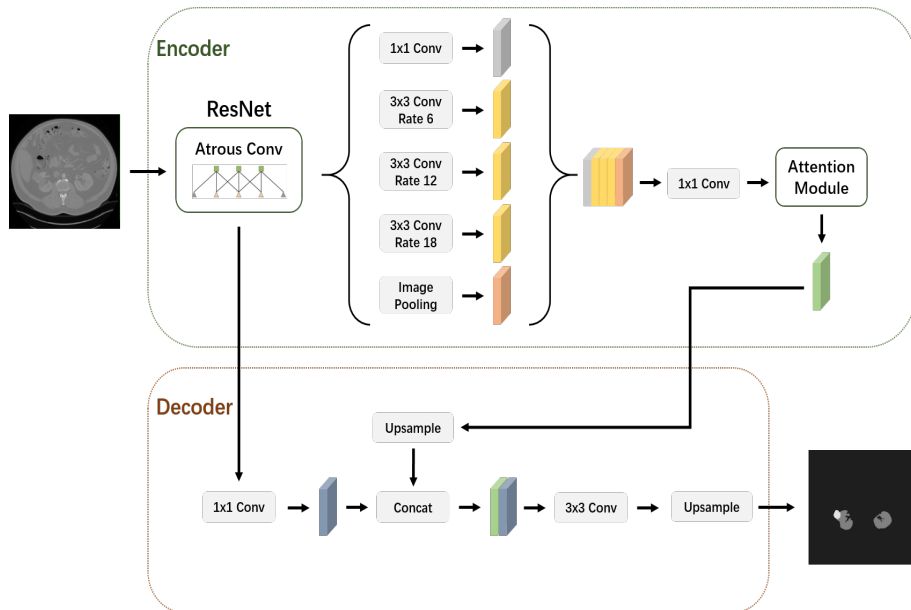 Encoder
ResNet
Atrous Conv
1x1 Conv
3x3 Conv
Rate 6
3x3 Conv
Rate 12
3x3 Conv
Rate 18
Image
Pooling
1x1 Conv
Attention
Module
Decoder
Upsample
1x1 Conv
Concat
3x3 Conv
Upsample